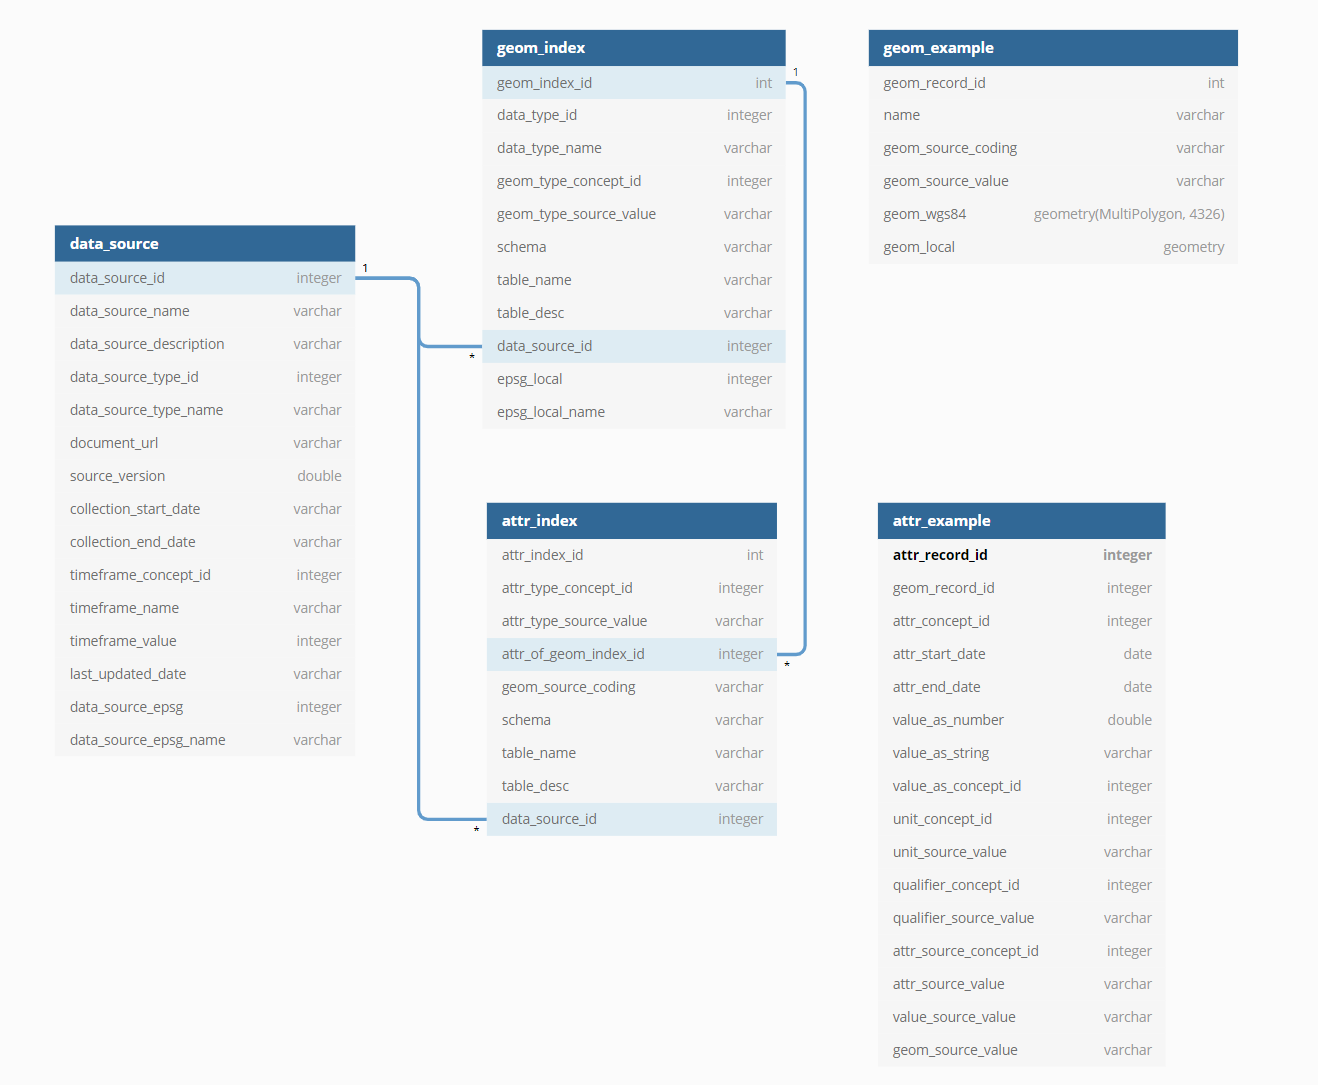 data_source
data_source_id integer
data_source_name varchar
data_source_description varchar
data_source_type_id integer
data_source_type_name varchar
document_url varchar
source_version double
collection_start_date varchar
collection_end_date varchar
timeframe_concept_id integer
timeframe_name varchar
timeframe_value integer
last_updated_date varchar
data_source_epsg integer
data_source_epsg_name varchar
1
*
*
geom_index
geom_index_id int
data_type_id integer
data_type_name varchar
geom_type_concept_id integer
geom_type_source_value varchar
schema varchar
table_name varchar
table_desc varchar
data_source_id integer
epsg_local integer
epsg_local_name varchar
1
*
attr_index
attr_index_id int
attr_type_concept_id integer
attr_type_source_value varchar
attr_of_geom_index_id integer
geom_source_coding varchar
schema varchar
table_name varchar
table_desc varchar
data_source_id integer
geom_example
geom_record_id int
name varchar
geom_source_coding varchar
geom_source_value varchar
geom_wgs84 geometry(MultiPolygon, 4326)
geom_local geometry
attr_example
attr_record_id integer
geom_record_id integer
attr_concept_id integer
attr_start_date date
attr_end_date date
value_as_number double
value_as_string varchar
value_as_concept_id integer
unit_concept_id integer
unit_source_value varchar
qualifier_concept_id integer
qualifier_source_value varchar
attr_source_concept_id integer
attr_source_value varchar
value_source_value varchar
geom_source_value varchar